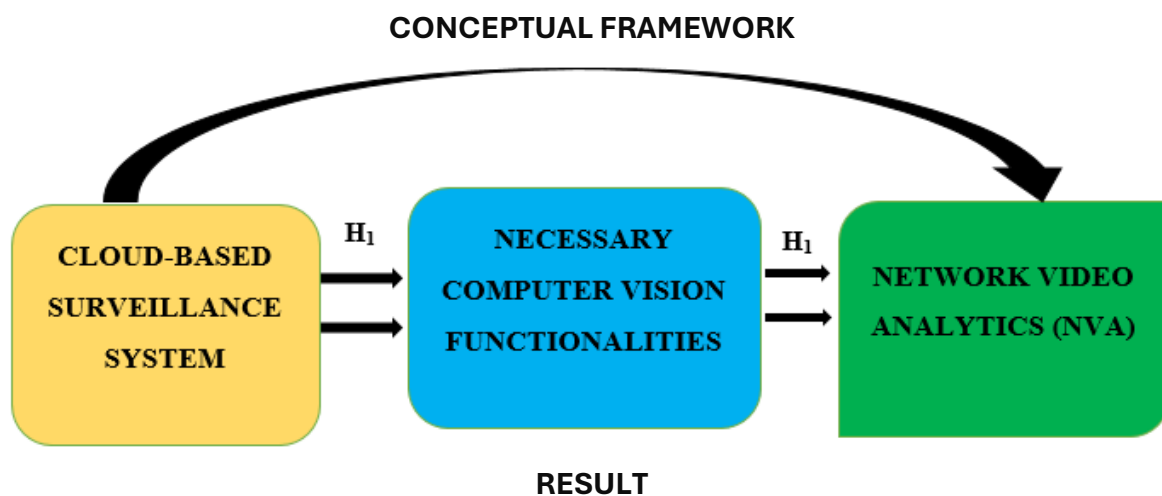 CONCEPTUAL FRAMEWORK
CLOUD-BASED
SURVEILLANCE
SYSTEM
H₁
NECESSARY
COMPUTER VISION
FUNCTIONALITIES
H₁
NETWORK VIDEO
ANALYTICS (NVA)
RESULT